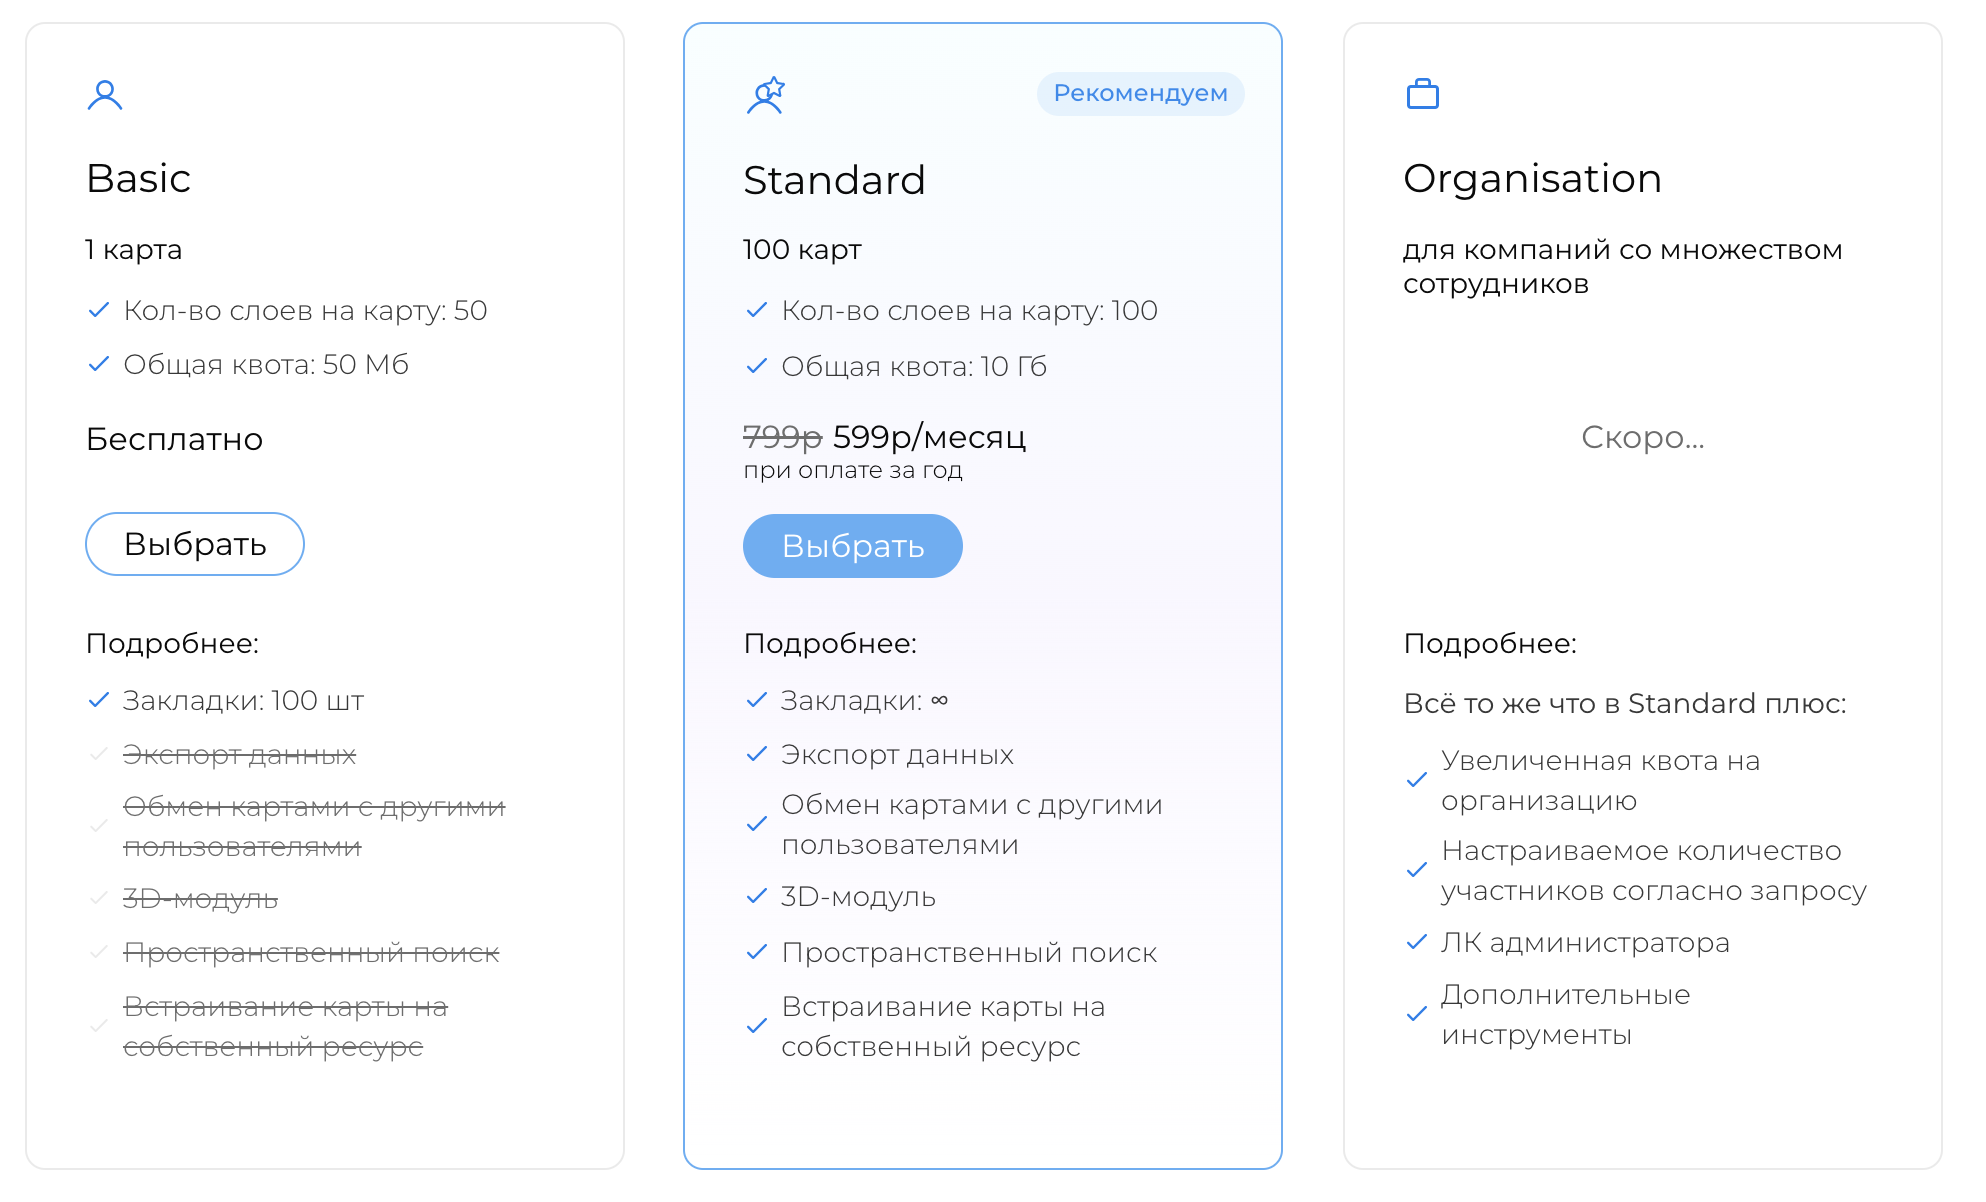 Basic
1 карта
Кол-во слоев на карту: 50
Общая квота: 50 Мб
Бесплатно
Выбрать
Подробнее:
Закладки: 100 шт
Экспорт данных
Обмен картами с другими
пользователями
3D-модуль
Пространственный поиск
Встраивание карты на
собственный ресурс
Рекомендуем
Standard
100 карт
Кол-во слоев на карту: 100
Общая квота: 10 Гб
799р 599р/месяц
при оплате за год
Выбрать
Подробнее:
Закладки: ∞
Экспорт данных
Обмен картами с другими
пользователями
3D-модуль
Пространственный поиск
Встраивание карты на
собственный ресурс
Organisation
для компаний со множеством
сотрудников
Скоро...
Подробнее:
Всё то же что в Standard плюс:
Увеличенная квота на
организацию
Настраиваемое количество
участников согласно запросу
ЛК администратора
Дополнительные
инструменты